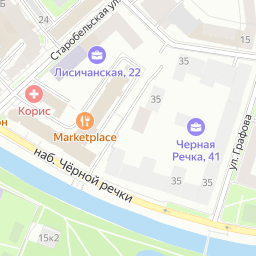 Б
Старобельская ул.
15
Лисичанская, 22
35
Корис
35
Marketplace
он
Черная
Речка, 41
ул. Графова
наб. Чёрной речки
35
35
15к2